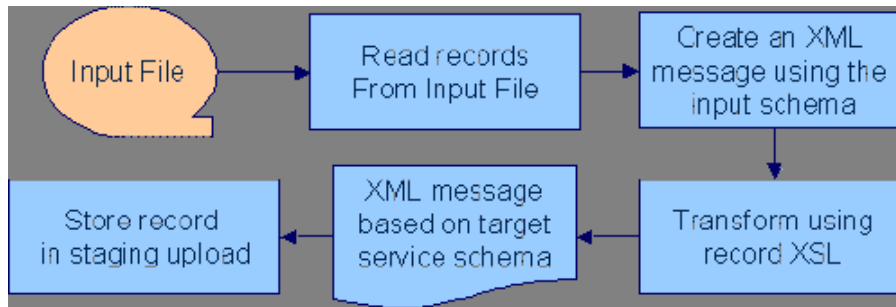 Input File
Read records
From Input File
Create an XML
message using the
input schema
Transform using
record XSL
XML message
based on target
service schema
Store record
in staging upload